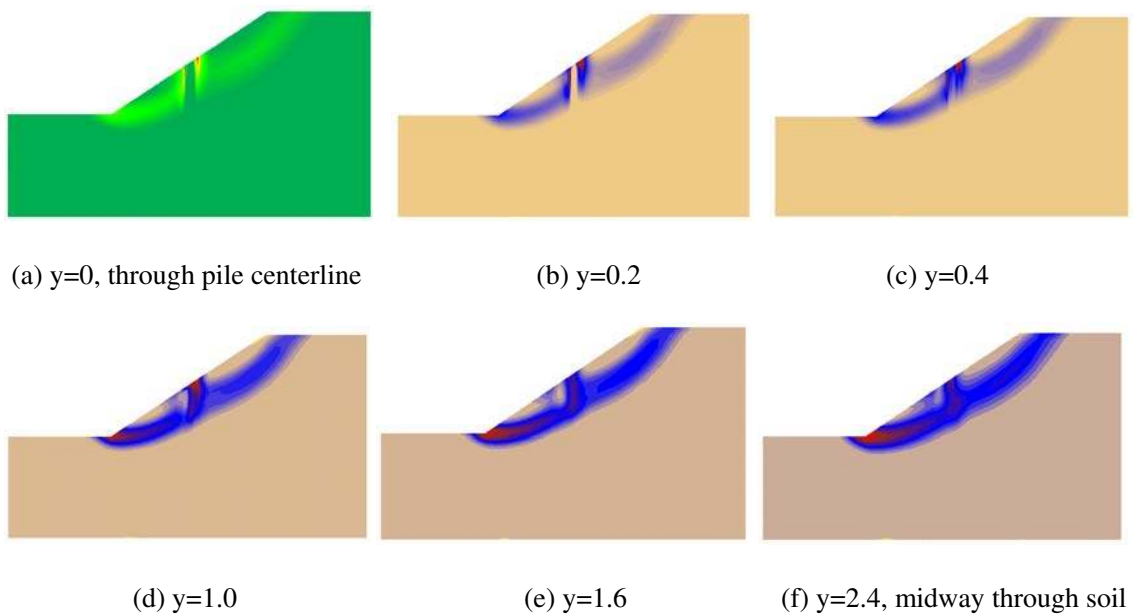 (a) y=0, through pile centerline
(b) y=0.2
(c) y=0.4
(d) y=1.0
(e) y=1.6
(f) y=2.4, midway through soil